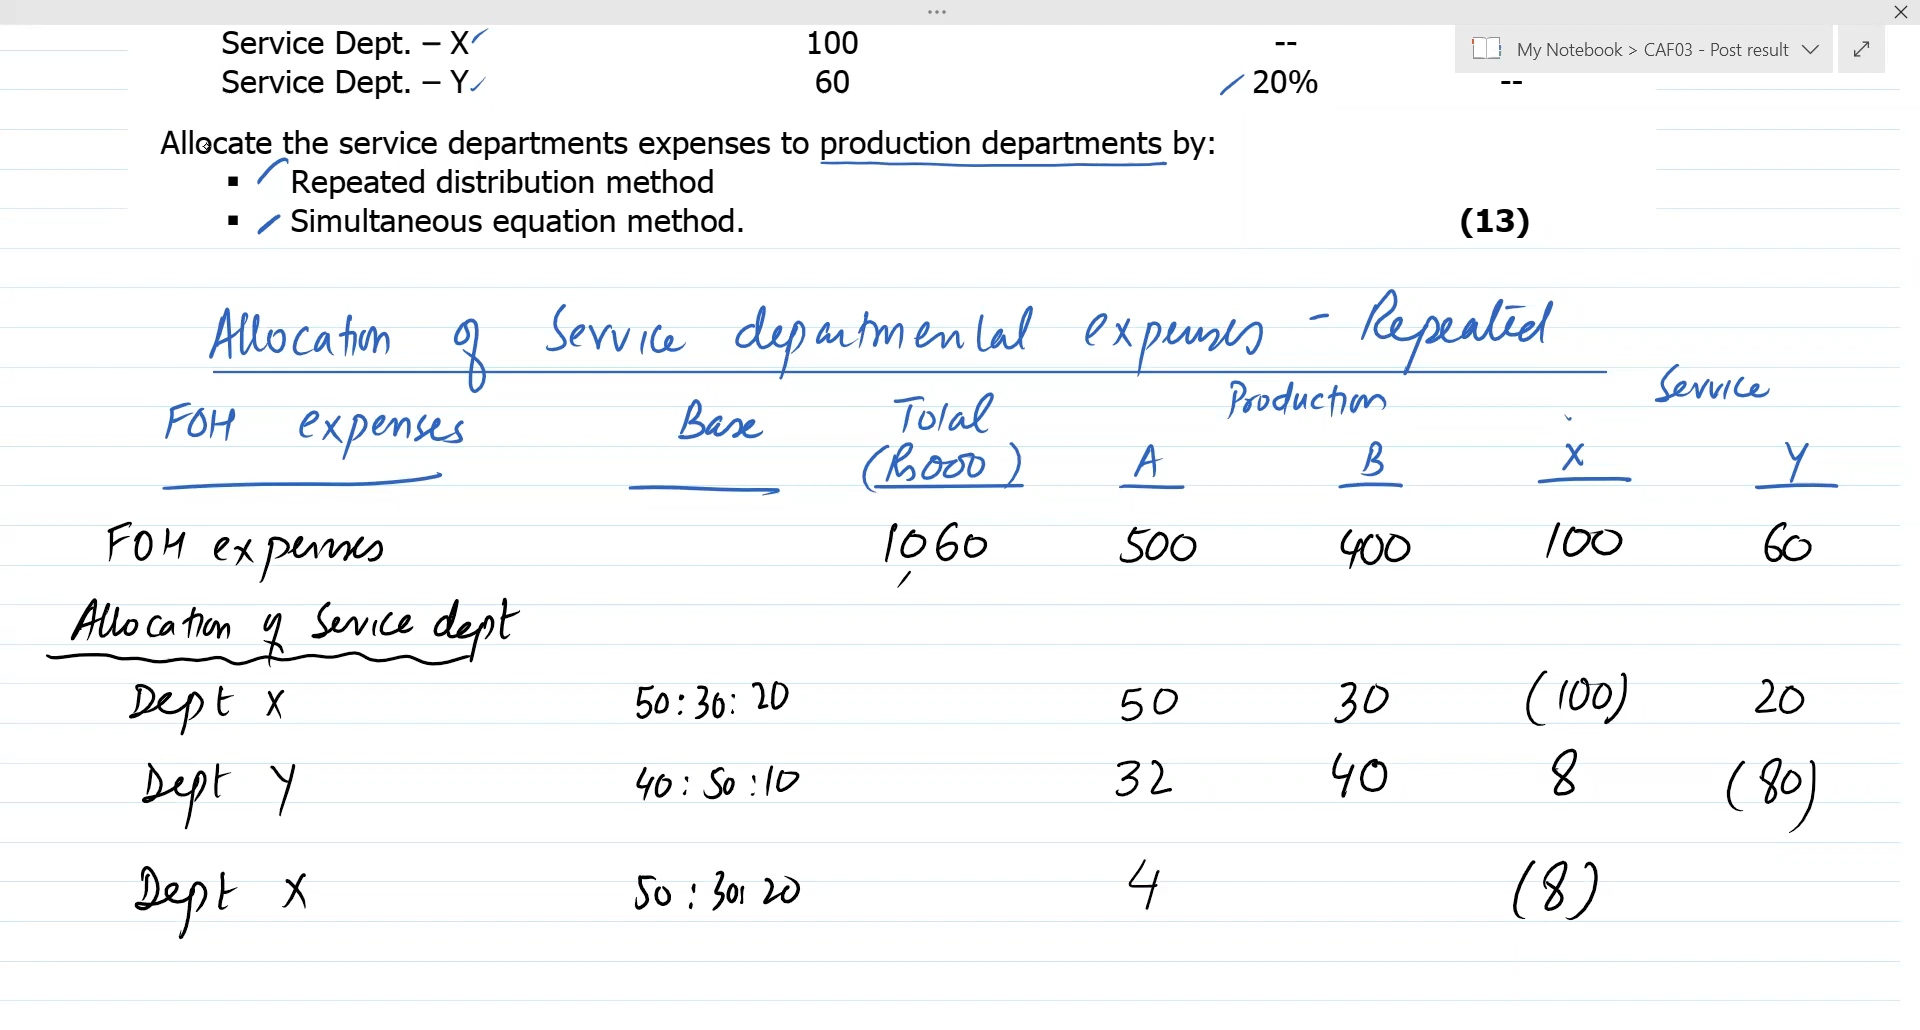 My Notebook > CAF03 - Post result
Service Dept. – X 100 --
Service Dept. – Y 60 20% --
Allocate the service departments expenses to production departments by:
▪ Repeated distribution method
▪ Simultaneous equation method. (13)
Allocation of Service departmental expenses - Repeated
Production Service
FOH expenses Base Total (Rs000) A B X Y
FOH expenses 1,060 500 400 100 60
Allocation of Service dept
Dept X 50:30:20 50 30 (100) 20
Dept Y 40:50:10 32 40 8 (80)
Dept X 50:30:20 4 (8)